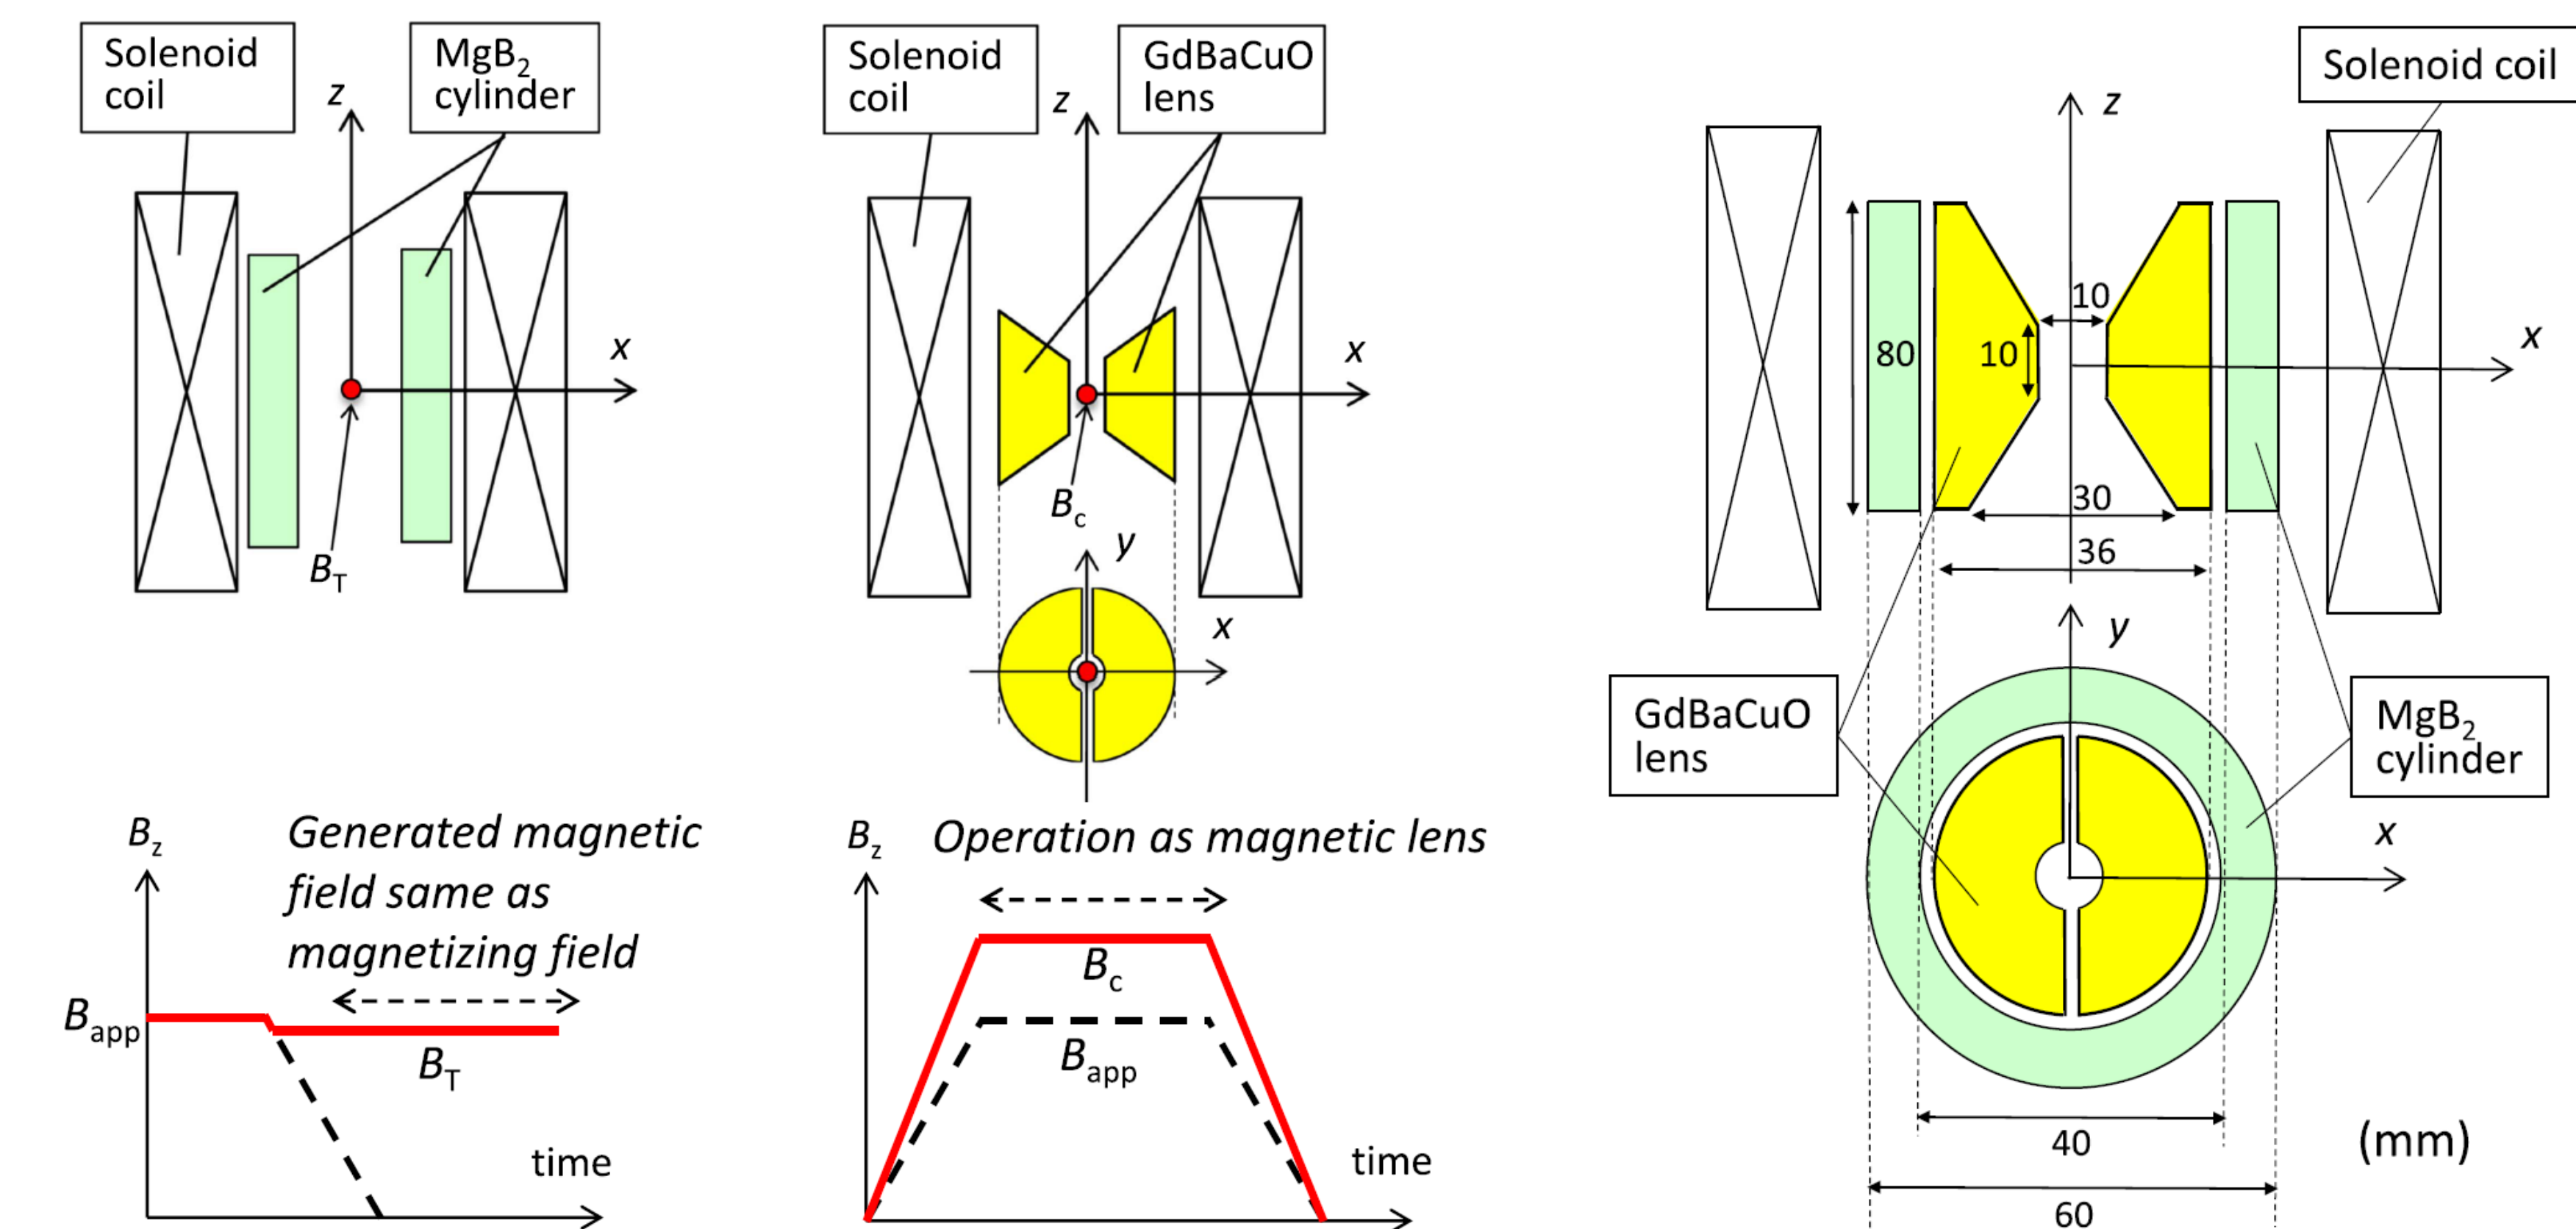 Solenoid
coil
MgB2
cylinder
z
x
BT
Bz
Generated magnetic
field same as
magnetizing field
Bapp
BT
time
Solenoid
coil
GdBaCuO
lens
z
x
Bc
y
x
Bz
Operation as magnetic lens
Bc
Bapp
time
Solenoid coil
z
x
10
80
10
30
36
y
GdBaCuO
lens
MgB2
cylinder
x
40
(mm)
60